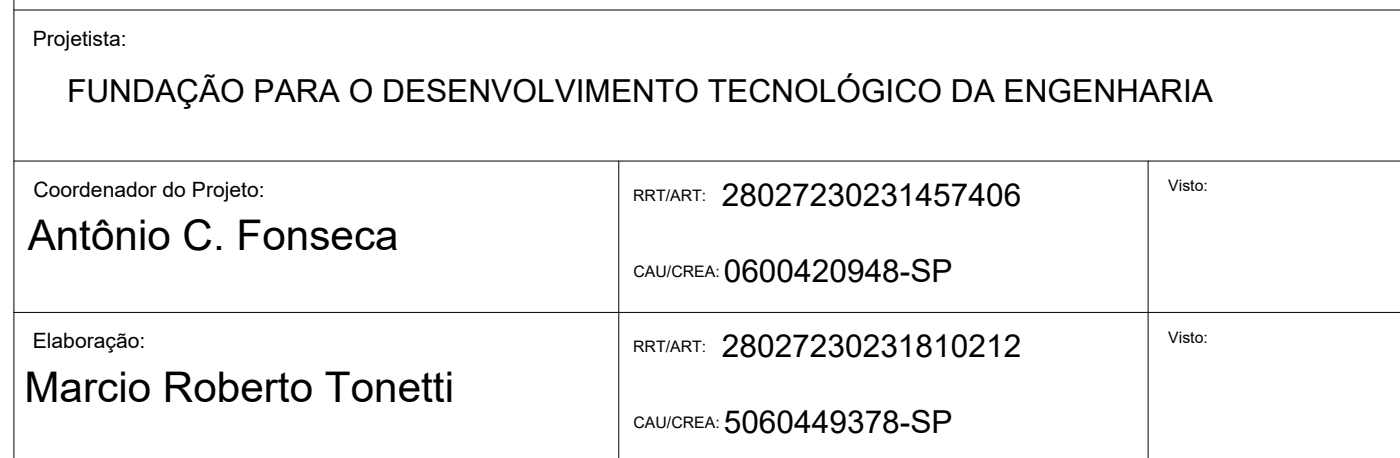 Projetista:
FUNDAÇÃO PARA O DESENVOLVIMENTO TECNOLÓGICO DA ENGENHARIA
Coordenador do Projeto:
Antônio C. Fonseca
RRT/ART: 28027230231457406
CAU/CREA: 0600420948-SP
Visto:
Elaboração:
Marcio Roberto Tonetti
RRT/ART: 28027230231810212
CAU/CREA: 5060449378-SP
Visto: